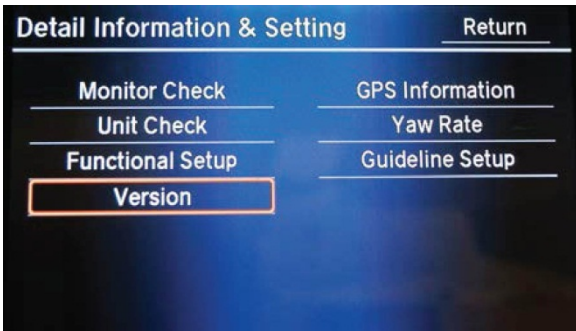 Detail Information & Setting
Return
Monitor Check
GPS Information
Unit Check
Yaw Rate
Functional Setup
Guideline Setup
Version